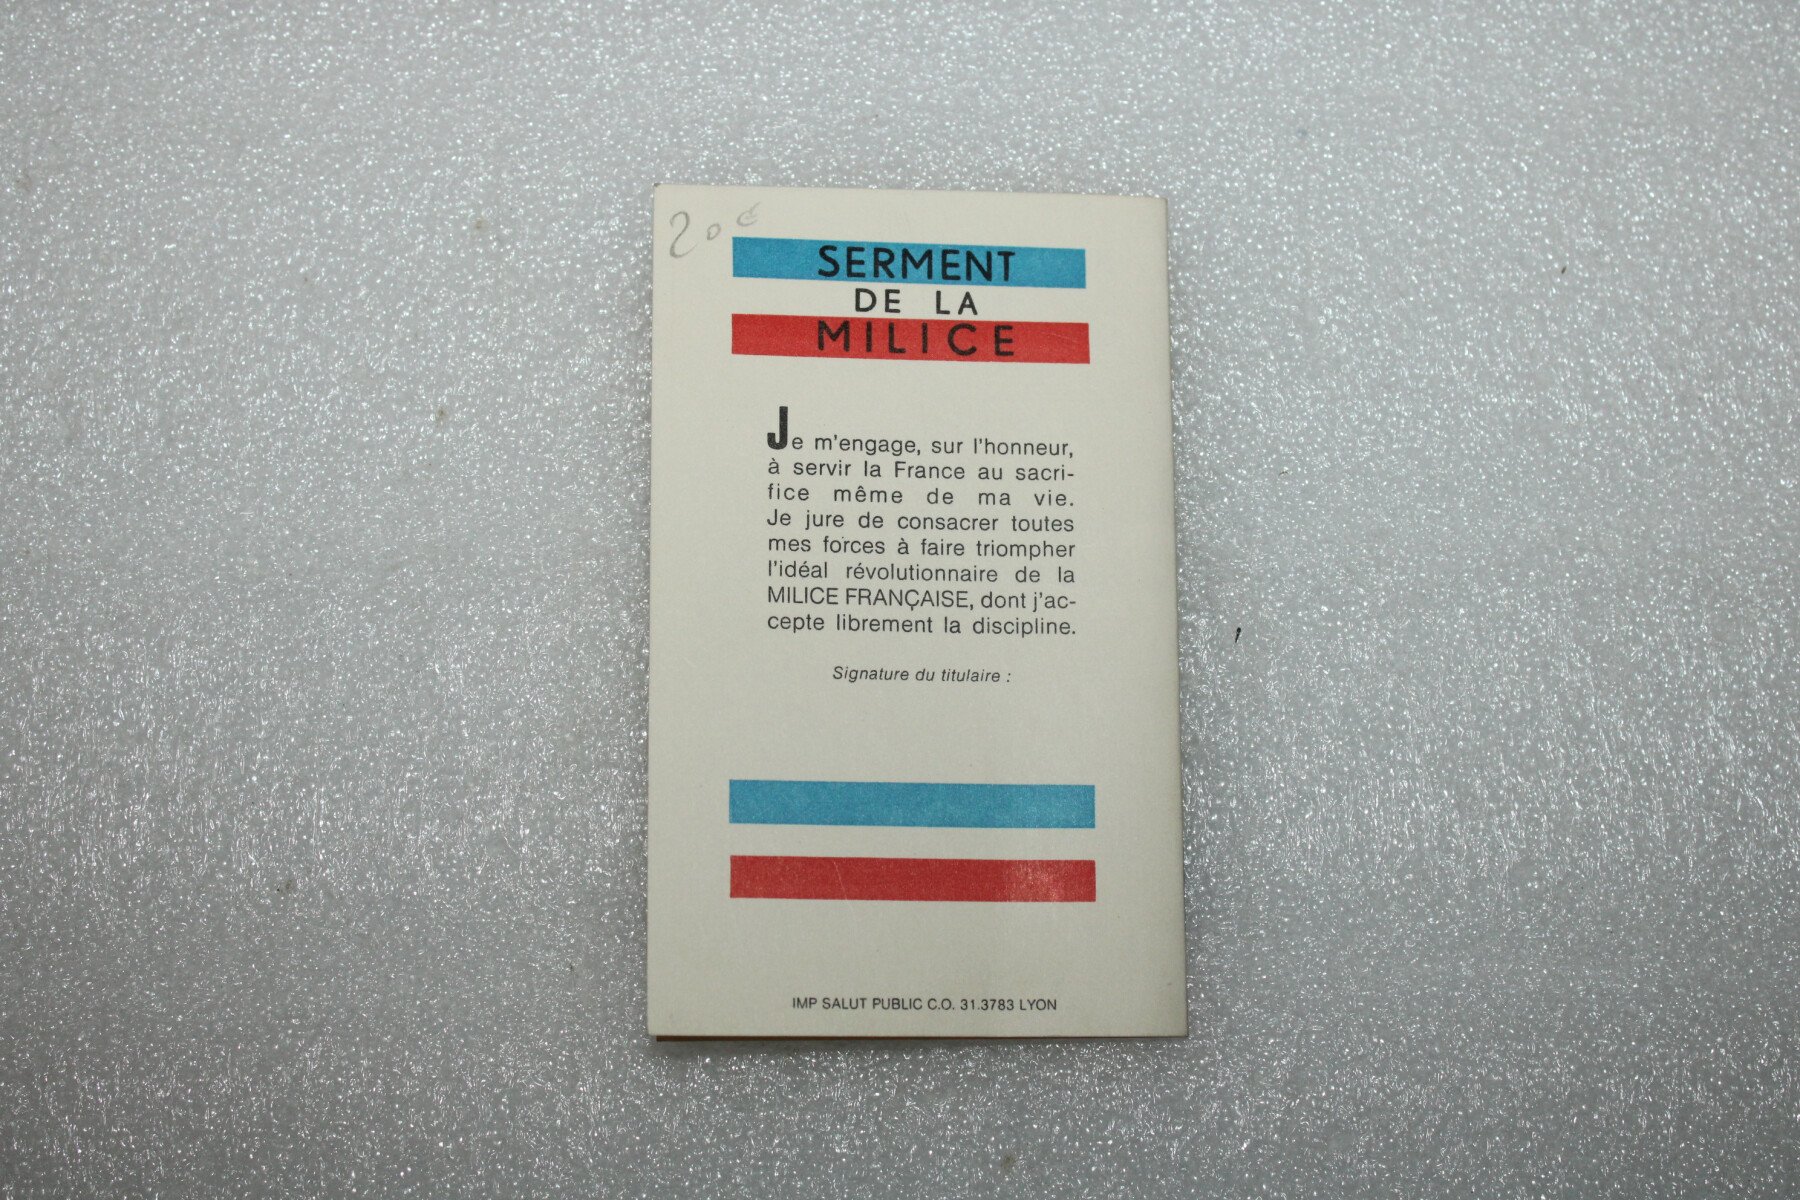 20€
SERMENT
DE LA
MILICE
Je m'engage, sur l'honneur,
à servir la France au sacri-
fice même de ma vie.
Je jure de consacrer toutes
mes forces à faire triompher
l'idéal révolutionnaire de la
MILICE FRANÇAISE, dont j'ac-
cepte librement la discipline.
Signature du titulaire :
IMP SALUT PUBLIC C.O. 31.3783 LYON